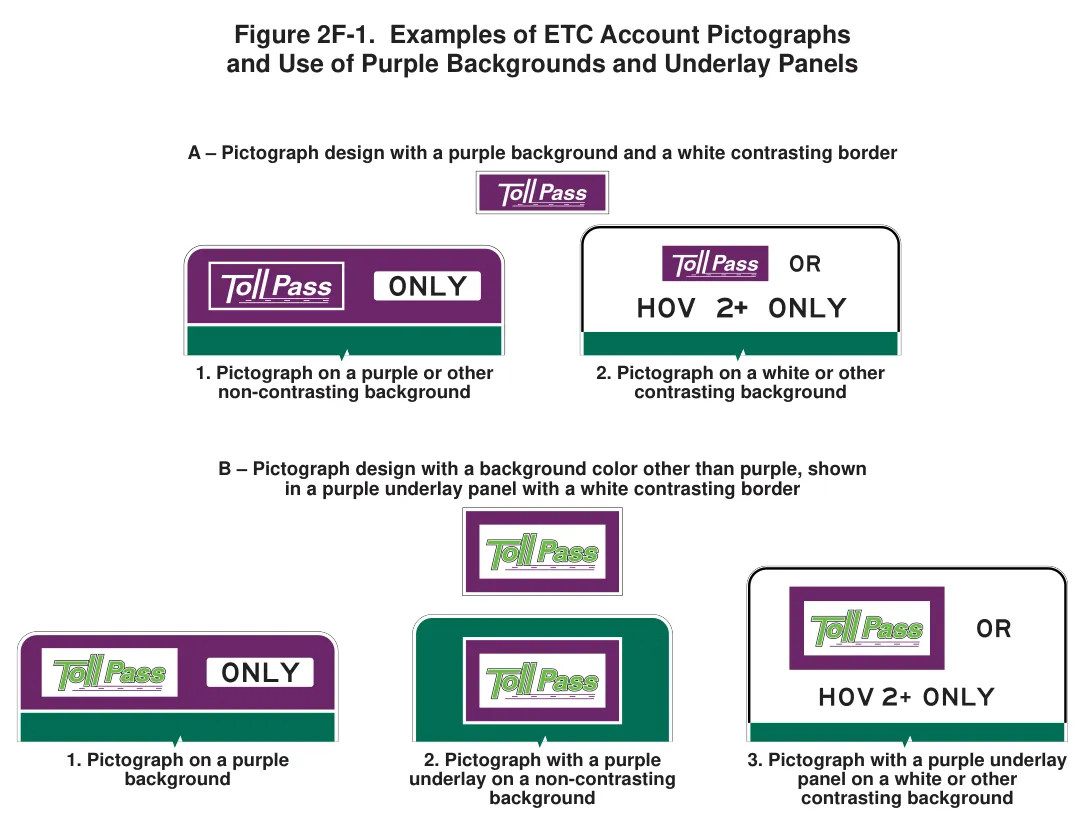 Figure 2F-1. Examples of ETC Account Pictographs
and Use of Purple Backgrounds and Underlay Panels
A – Pictograph design with a purple background and a white contrasting border
Toll Pass
Toll Pass ONLY
Toll Pass OR
HOV 2+ ONLY
1. Pictograph on a purple or other
non-contrasting background
2. Pictograph on a white or other
contrasting background
B – Pictograph design with a background color other than purple, shown
in a purple underlay panel with a white contrasting border
Toll Pass
Toll Pass ONLY
Toll Pass
Toll Pass OR
HOV 2+ ONLY
1. Pictograph on a purple
background
2. Pictograph with a purple
underlay on a non-contrasting
background
3. Pictograph with a purple underlay
panel on a white or other
contrasting background